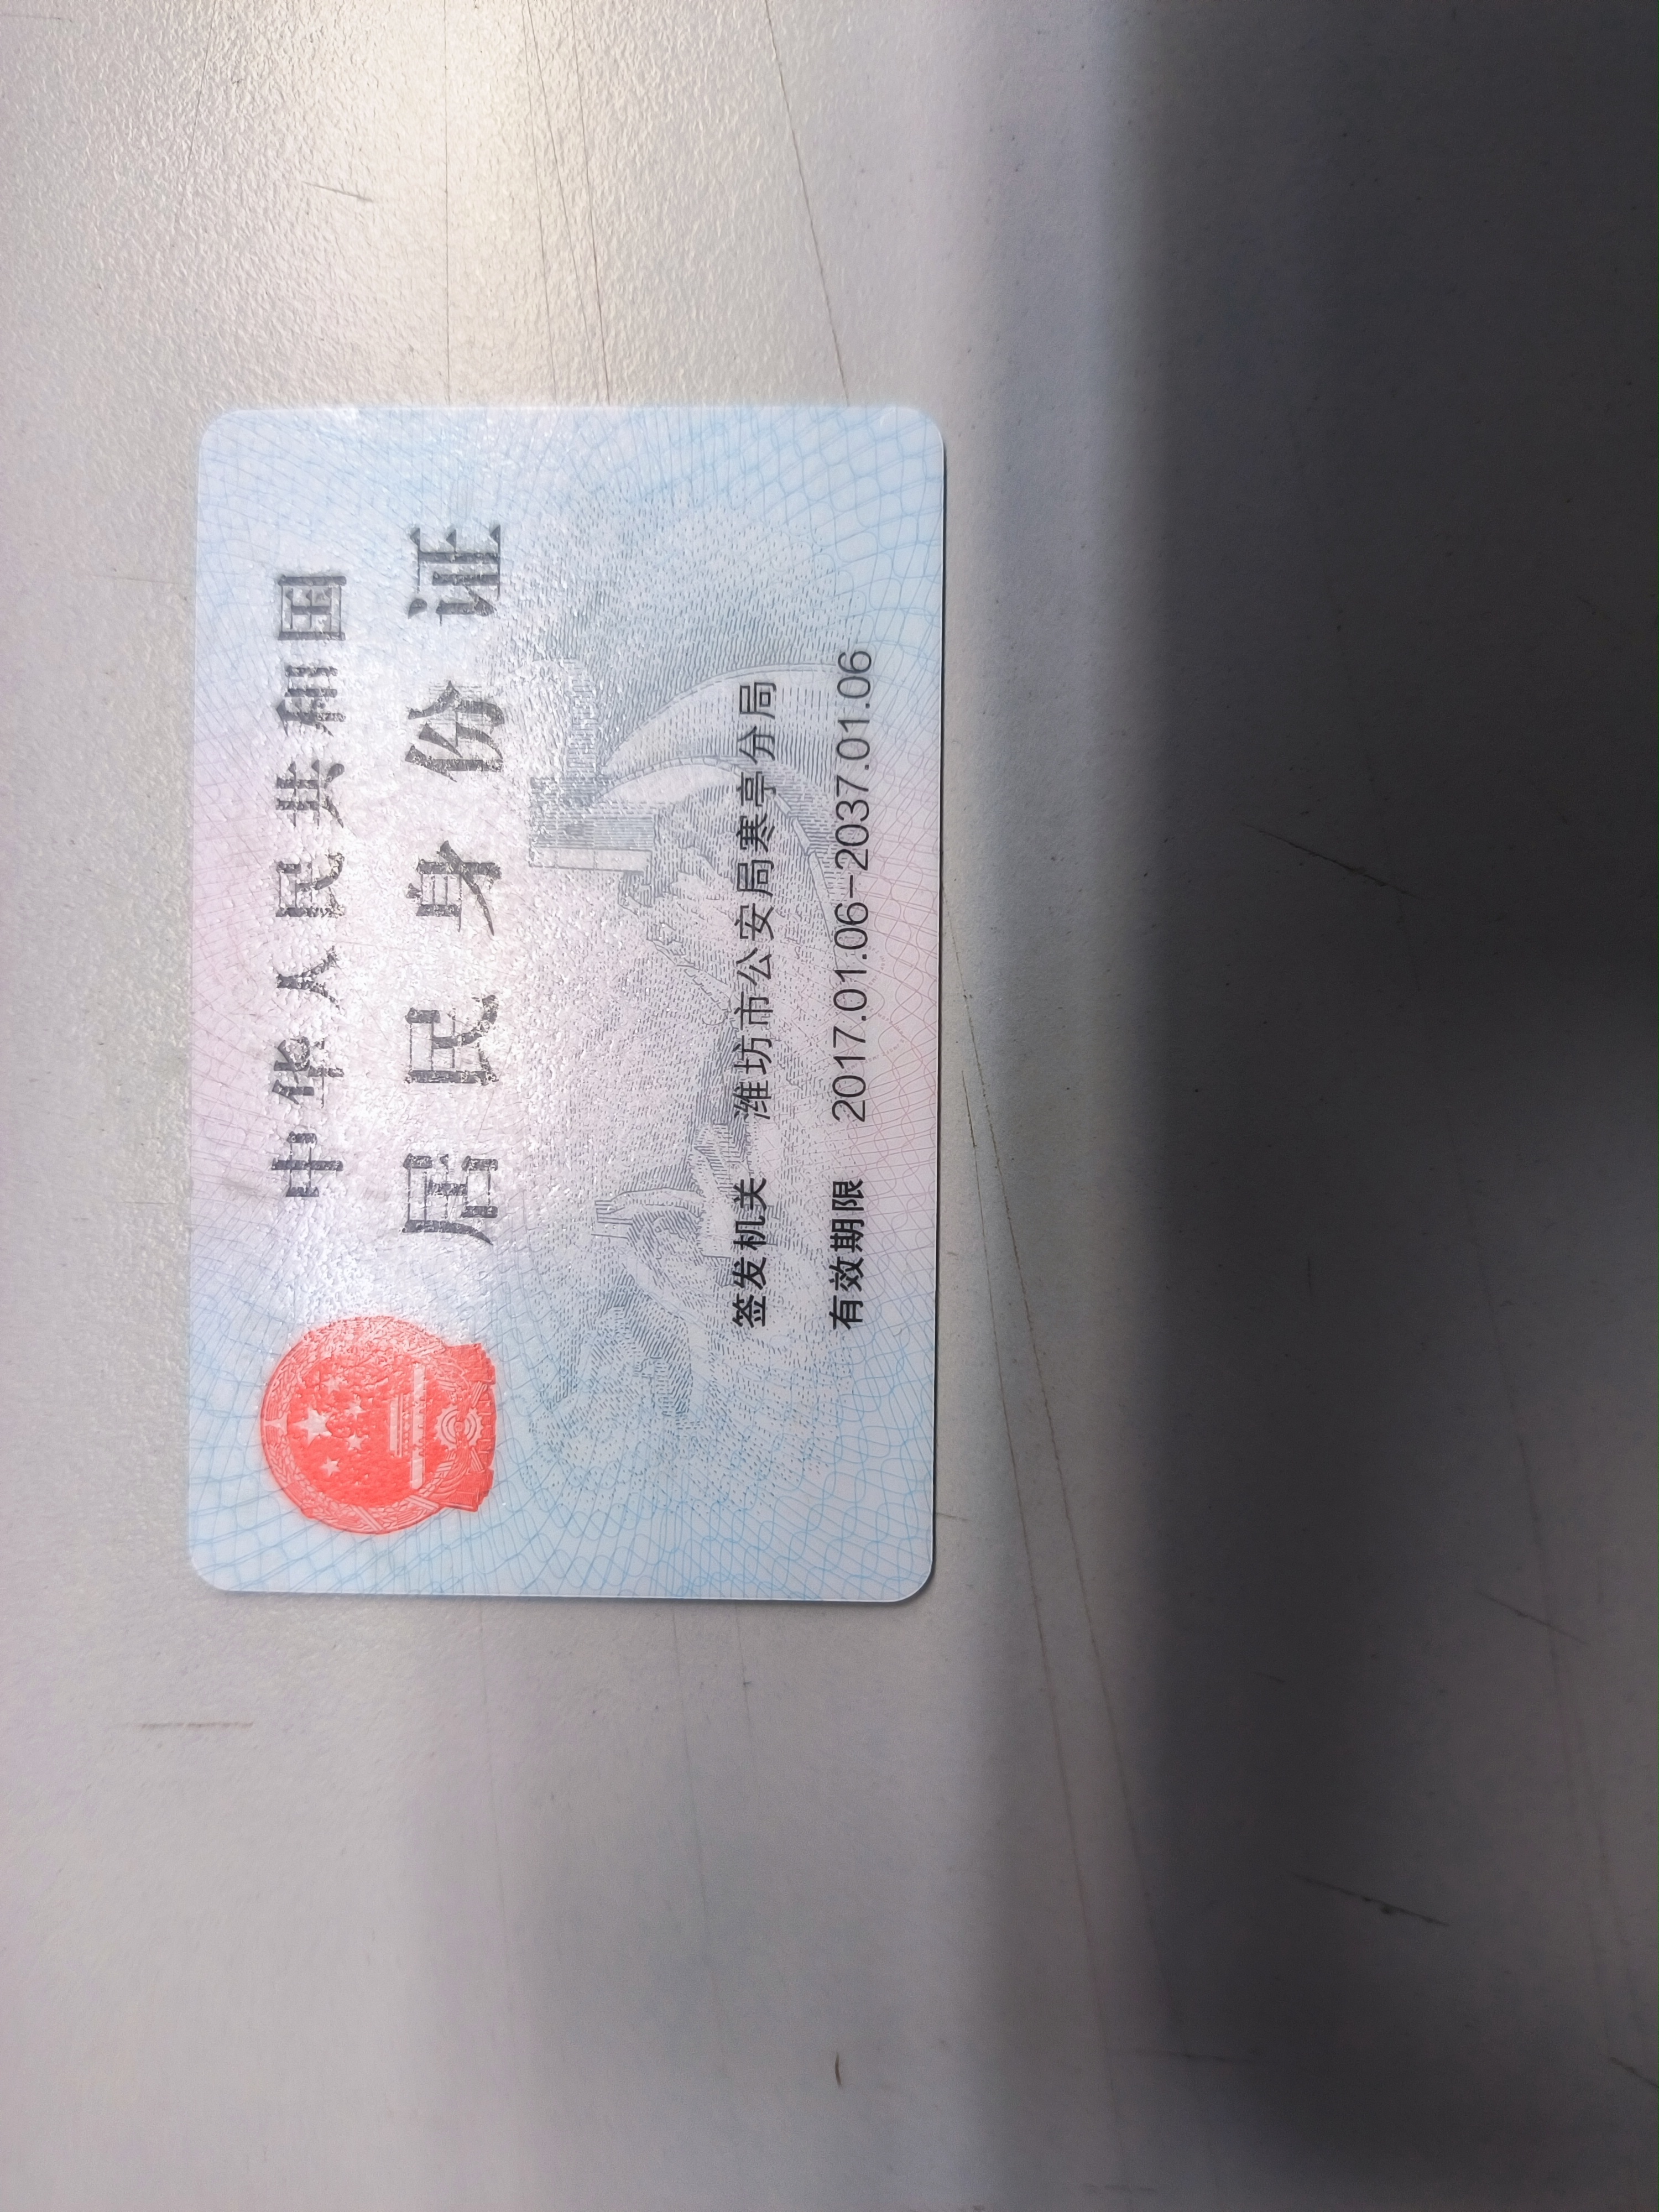 中华人民共和国
居民身份证
签发机关 潍坊市公安局寒亭分局
有效期限 2017.01.06-2037.01.06